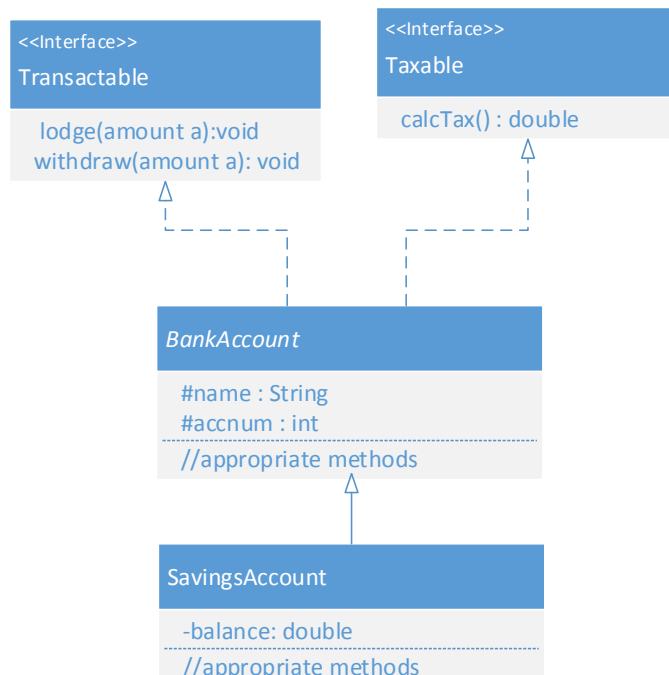 <<Interface>>
Transactable
lodge(amount a):void
withdraw(amount a): void
<<Interface>>
Taxable
calcTax() : double
BankAccount
#name : String
#accnum : int
//appropriate methods
SavingsAccount
-balance: double
//appropriate methods